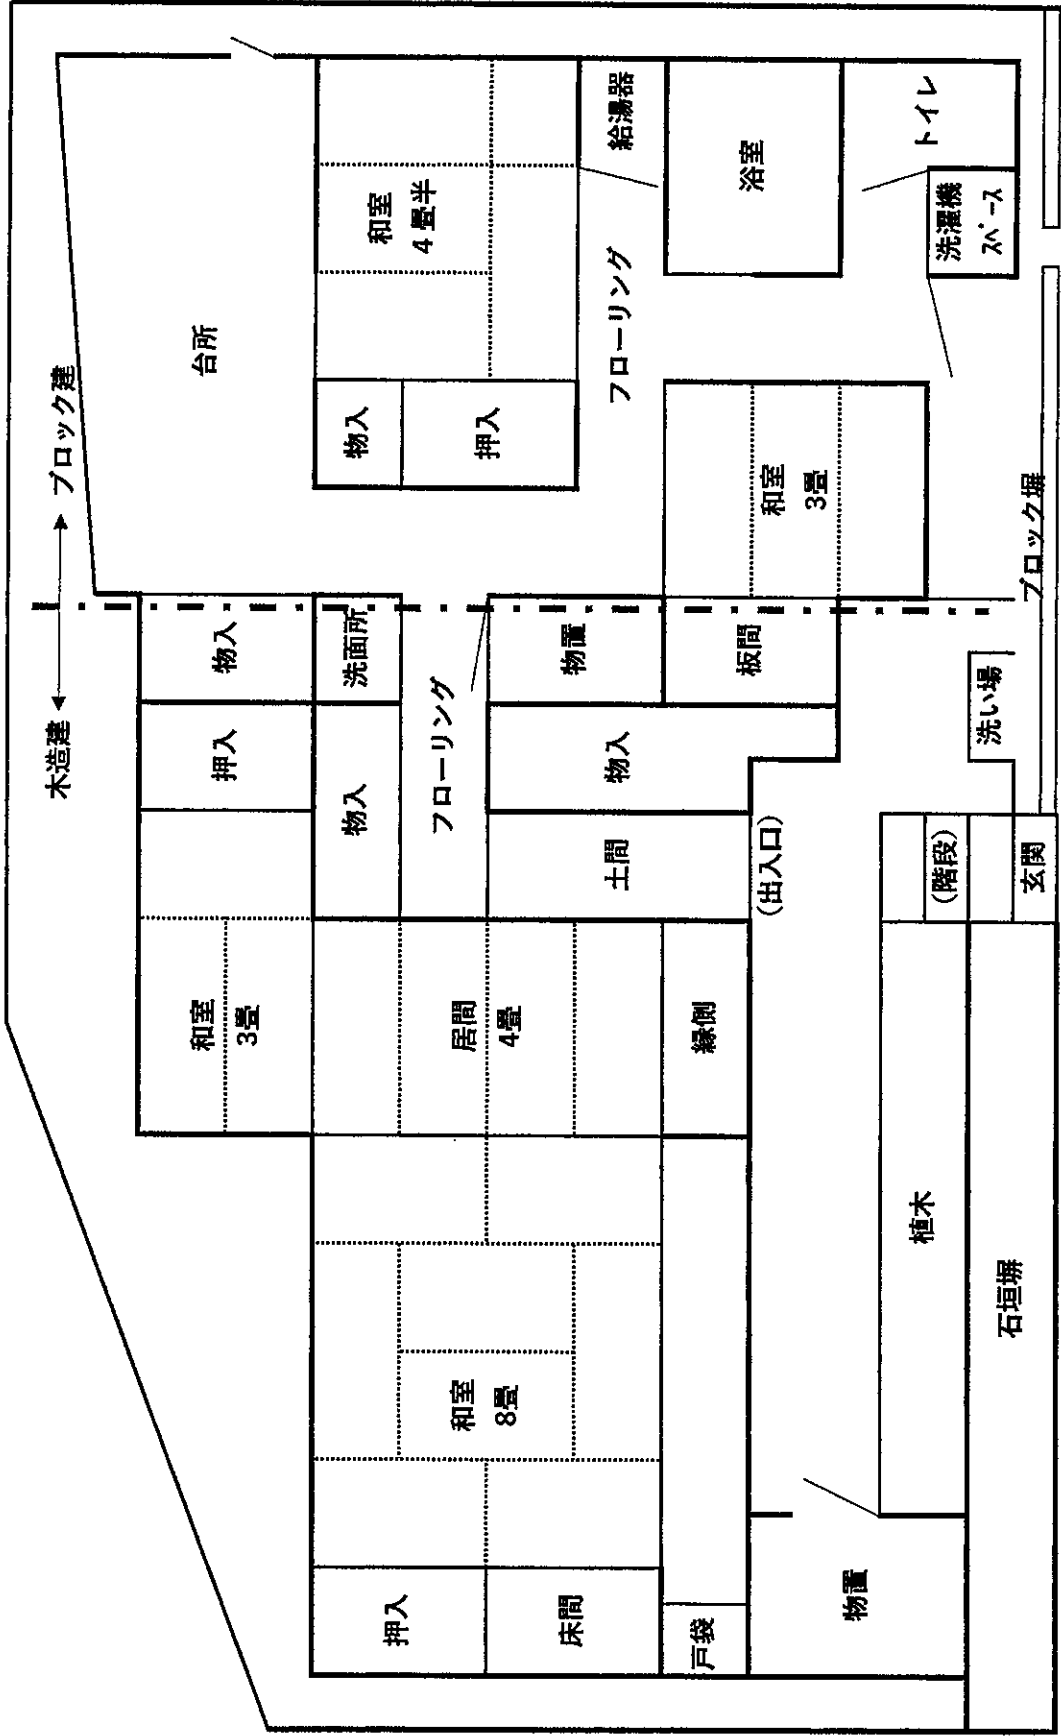 木造建
ブロック建
台所
和室
4畳半
給湯器
浴室
トイレ
洗濯機
スペース
フローリング
物入
押入
和室
3畳
ブロック塀
物入
洗面所
物置
板間
洗い場
押入
物入
フローリング
物入
土間
(出入口)
(階段)
玄関
和室
3畳
居間
4畳
縁側
植木
石垣塀
和室
8畳
押入
床間
戸袋
物置